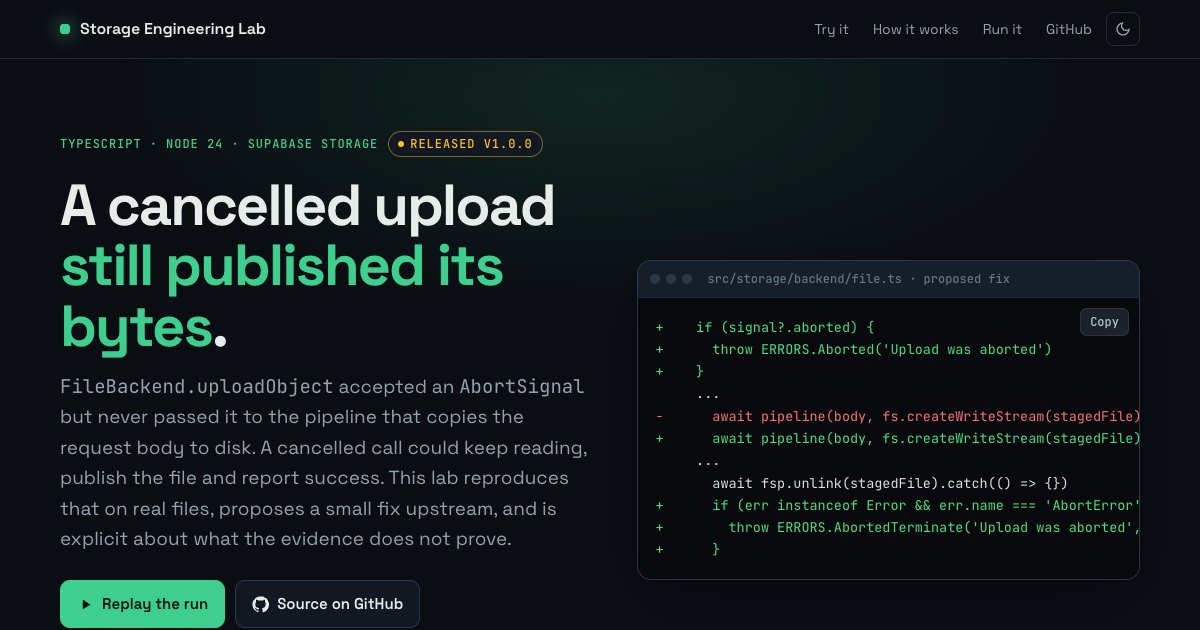 Storage Engineering Lab
Try it
How it works
Run it
GitHub
TYPESCRIPT · NODE 24 · SUPABASE STORAGE
RELEASED V1.0.0
A cancelled upload
still published its
bytes.
FileBackend.uploadObject accepted an AbortSignal
but never passed it to the pipeline that copies the
request body to disk. A cancelled call could keep reading,
publish the file and report success. This lab reproduces
that on real files, proposes a small fix upstream, and is
explicit about what the evidence does not prove.
Replay the run
Source on GitHub
src/storage/backend/file.ts · proposed fix
Copy
+ if (signal?.aborted) {
+ throw ERRORS.Aborted('Upload was aborted')
+ }
...
- await pipeline(body, fs.createWriteStream(stagedFile)
+ await pipeline(body, fs.createWriteStream(stagedFile)
...
await fsp.unlink(stagedFile).catch(() => {})
+ if (err instanceof Error && err.name === 'AbortError'
+ throw ERRORS.AbortedTerminate('Upload was aborted',
+ }